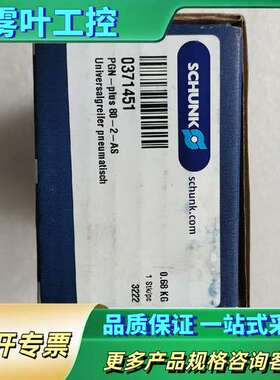 雾叶工控
SCHUNK
schunk.com
0371451
PGN-plus 80-2-AS
Universalgreifer pneumatisch
0.68 KG
1 Stk/pc
3222
开专票
品质保证 一站式采
更多产品规格咨询客